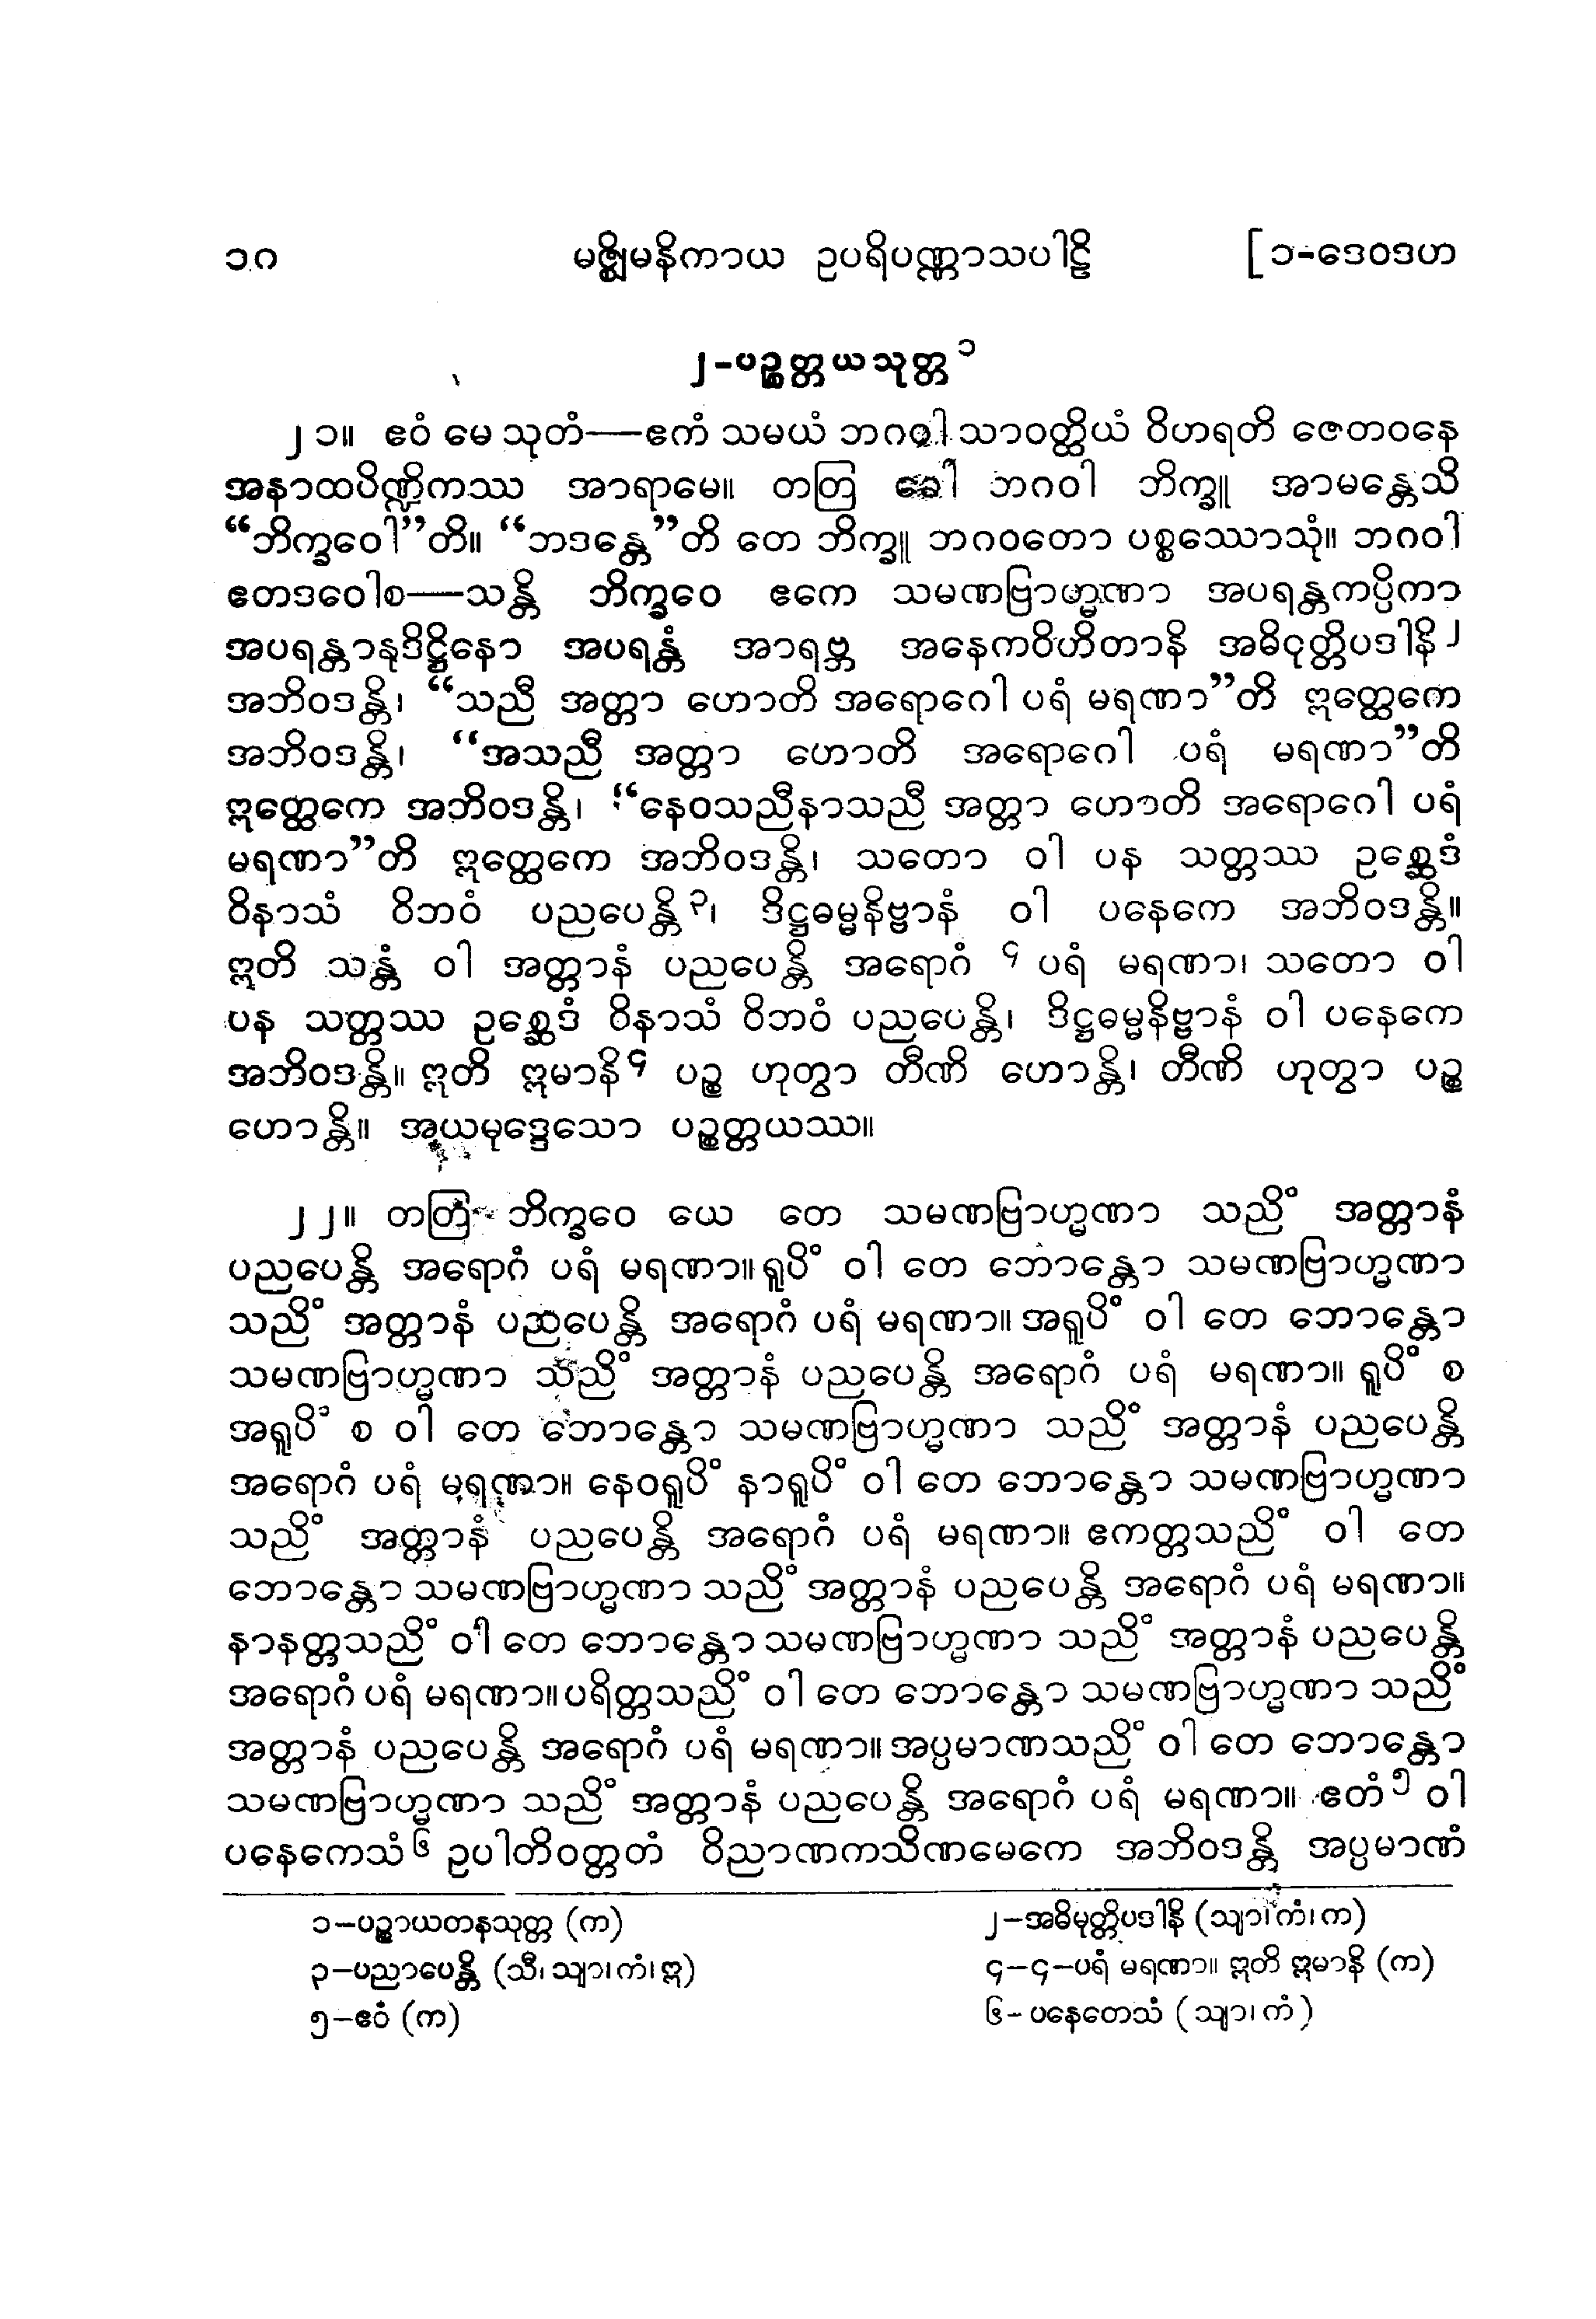 ၁၈ မဇ္ဈိမနိကာယ ဥပရိပဏ္ဏာသပါဠိ [၁-ဒေဝဒဟ
၂-ပဉ္စတ္တယသုတ္တ ၁
၂၁။ ဧဝံ မေ သုတံ—ဧကံ သမယံ ဘဂဝါ သာဝတ္ထိယံ ဝိဟရတိ ဇေတဝနေ
အနာထပိဏ္ဍိကဿ အာရာမေ။ တတြ ခေါ ဘဂဝါ ဘိက္ခူ အာမန္တေသိ
“ဘိက္ခဝေါ”တိ။ “ဘဒန္တေ”တိ တေ ဘိက္ခူ ဘဂဝတော ပစ္စဿောသုံ။ ဘဂဝါ
ဧတဒဝေါစ—သန္တိ ဘိက္ခဝေ ဧကေ သမဏဗြာဟ္မဏာ အပရန္တကပ္ပိကာ
အပရန္တာနုဒိဋ္ဌိနော အပရန္တံ အာရဗ္ဘ အနေကဝိဟိတာနိ အဓိဝုတ္တိပဒါနိ၂
အဘိဝဒန္တိ၊ “သညီ အတ္တာ ဟောတိ အရောဂေါ ပရံ မရဏာ”တိ ဣတ္ထေကေ
အဘိဝဒန္တိ၊ “အသညီ အတ္တာ ဟောတိ အရောဂေါ ပရံ မရဏာ”တိ
ဣတ္ထေကေ အဘိဝဒန္တိ၊ “နေဝသညီနာသညီ အတ္တာ ဟောတိ အရောဂေါ ပရံ
မရဏာ”တိ ဣတ္ထေကေ အဘိဝဒန္တိ၊ သတော ဝါ ပန သတ္တဿ ဥစ္ဆေဒံ
ဝိနာသံ ဝိဘဝံ ပညပေန္တိ ၃၊ ဒိဋ္ဌဓမ္မနိဗ္ဗာနံ ဝါ ပနေကေ အဘိဝဒန္တိ။
ဣတိ သန္တံ ဝါ အတ္တာနံ ပညပေန္တိ အရောဂံ ၄ ပရံ မရဏာ၊ သတော ဝါ
ပန သတ္တဿ ဥစ္ဆေဒံ ဝိနာသံ ဝိဘဝံ ပညပေန္တိ၊ ဒိဋ္ဌဓမ္မနိဗ္ဗာနံ ဝါ ပနေကေ
အဘိဝဒန္တိ။ ဣတိ ဣမာနိ၄ ပဉ္စ ဟုတွာ တီဏိ ဟောန္တိ၊ တီဏိ ဟုတွာ ပဉ္စ
ဟောန္တိ။ အယမုဒ္ဒေသော ပဉ္စတ္တယဿ။
၂၂။ တတြ ဘိက္ခဝေ ယေ တေ သမဏဗြာဟ္မဏာ သညိံ အတ္တာနံ
ပညပေန္တိ အရောဂံ ပရံ မရဏာ။ ရူပိံ ဝါ တေ ဘောန္တော သမဏဗြာဟ္မဏာ
သညိံ အတ္တာနံ ပညပေန္တိ အရောဂံ ပရံ မရဏာ။ အရူပိံ ဝါ တေ ဘောန္တော
သမဏဗြာဟ္မဏာ သညိံ အတ္တာနံ ပညပေန္တိ အရောဂံ ပရံ မရဏာ။ ရူပိံ စ
အရူပိံ စ ဝါ တေ ဘောန္တော သမဏဗြာဟ္မဏာ သညိံ အတ္တာနံ ပညပေန္တိ
အရောဂံ ပရံ မရဏာ။ နေဝရူပိံ နာရူပိံ ဝါ တေ ဘောန္တော သမဏဗြာဟ္မဏာ
သညိံ အတ္တာနံ ပညပေန္တိ အရောဂံ ပရံ မရဏာ။ ဧကတ္တသညိံ ဝါ တေ
ဘောန္တော သမဏဗြာဟ္မဏာ သညိံ အတ္တာနံ ပညပေန္တိ အရောဂံ ပရံ မရဏာ။
နာနတ္တသညိံ ဝါ တေ ဘောန္တော သမဏဗြာဟ္မဏာ သညိံ အတ္တာနံ ပညပေန္တိ
အရောဂံ ပရံ မရဏာ။ ပရိတ္တသညိံ ဝါ တေ ဘောန္တော သမဏဗြာဟ္မဏာ သညိံ
အတ္တာနံ ပညပေန္တိ အရောဂံ ပရံ မရဏာ။ အပ္ပမာဏသညိံ ဝါ တေ ဘောန္တော
သမဏဗြာဟ္မဏာ သညိံ အတ္တာနံ ပညပေန္တိ အရောဂံ ပရံ မရဏာ။ ဧတံ၅ ဝါ
ပနေကေသံ၆ ဥပါတိဝတ္တတံ ဝိညာဏကသိဏမေကေ အဘိဝဒန္တိ အပ္ပမာဏံ
၁–ပဉ္စာယတနသုတ္တ (က) ၂–အဓိမုတ္တိပဒါနိ (သျာ၊ ကံ၊ က)
၃–ပညာပေန္တိ (သီ၊ သျာ၊ ကံ၊ ဣ) ၄–၄–ပရံ မရဏာ။ ဣတိ ဣမာနိ (က)
၅–ဧဝံ (က) ၆– ပနေတေသံ (သျာ၊ ကံ)